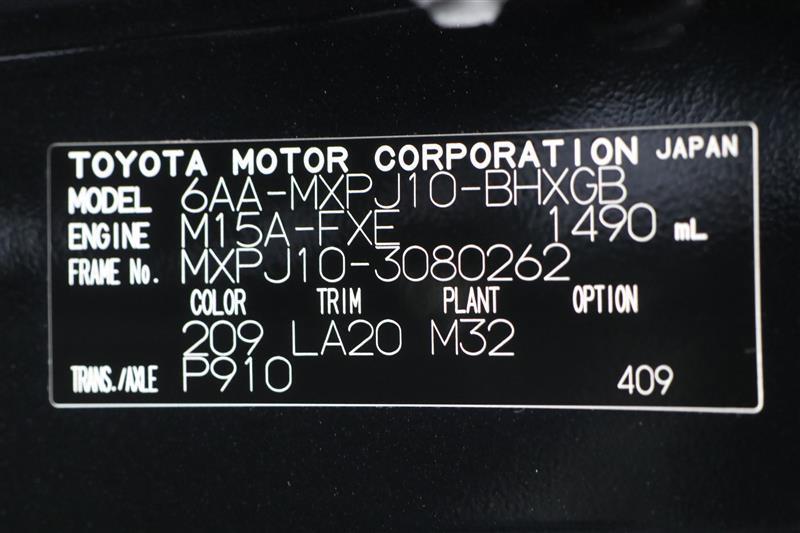 TOYOTA MOTOR CORPORATION JAPAN
MODEL 6AA-MXPJ10-BHXGB
ENGINE M15A-FXE 1490 mL
FRAME No. MXPJ10-3080262
COLOR TRIM PLANT OPTION
209 LA20 M32
TRANS./AXLE P910 409